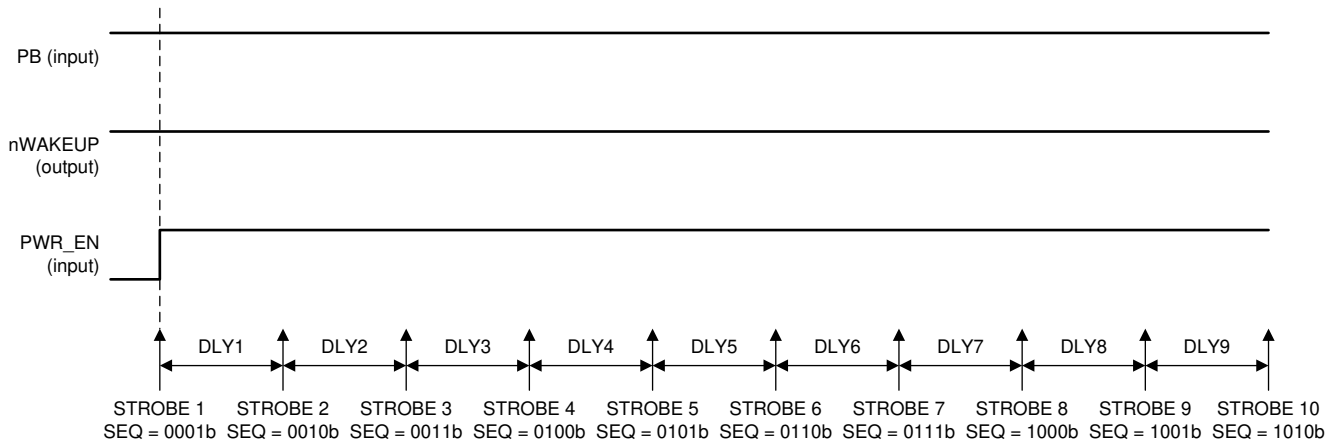 PB (input)
nWAKEUP
(output)
PWR_EN
(input)
DLY1 DLY2 DLY3 DLY4 DLY5 DLY6 DLY7 DLY8 DLY9
STROBE 1 STROBE 2 STROBE 3 STROBE 4 STROBE 5 STROBE 6 STROBE 7 STROBE 8 STROBE 9 STROBE 10
SEQ = 0001b SEQ = 0010b SEQ = 0011b SEQ = 0100b SEQ = 0101b SEQ = 0110b SEQ = 0111b SEQ = 1000b SEQ = 1001b SEQ = 1010b